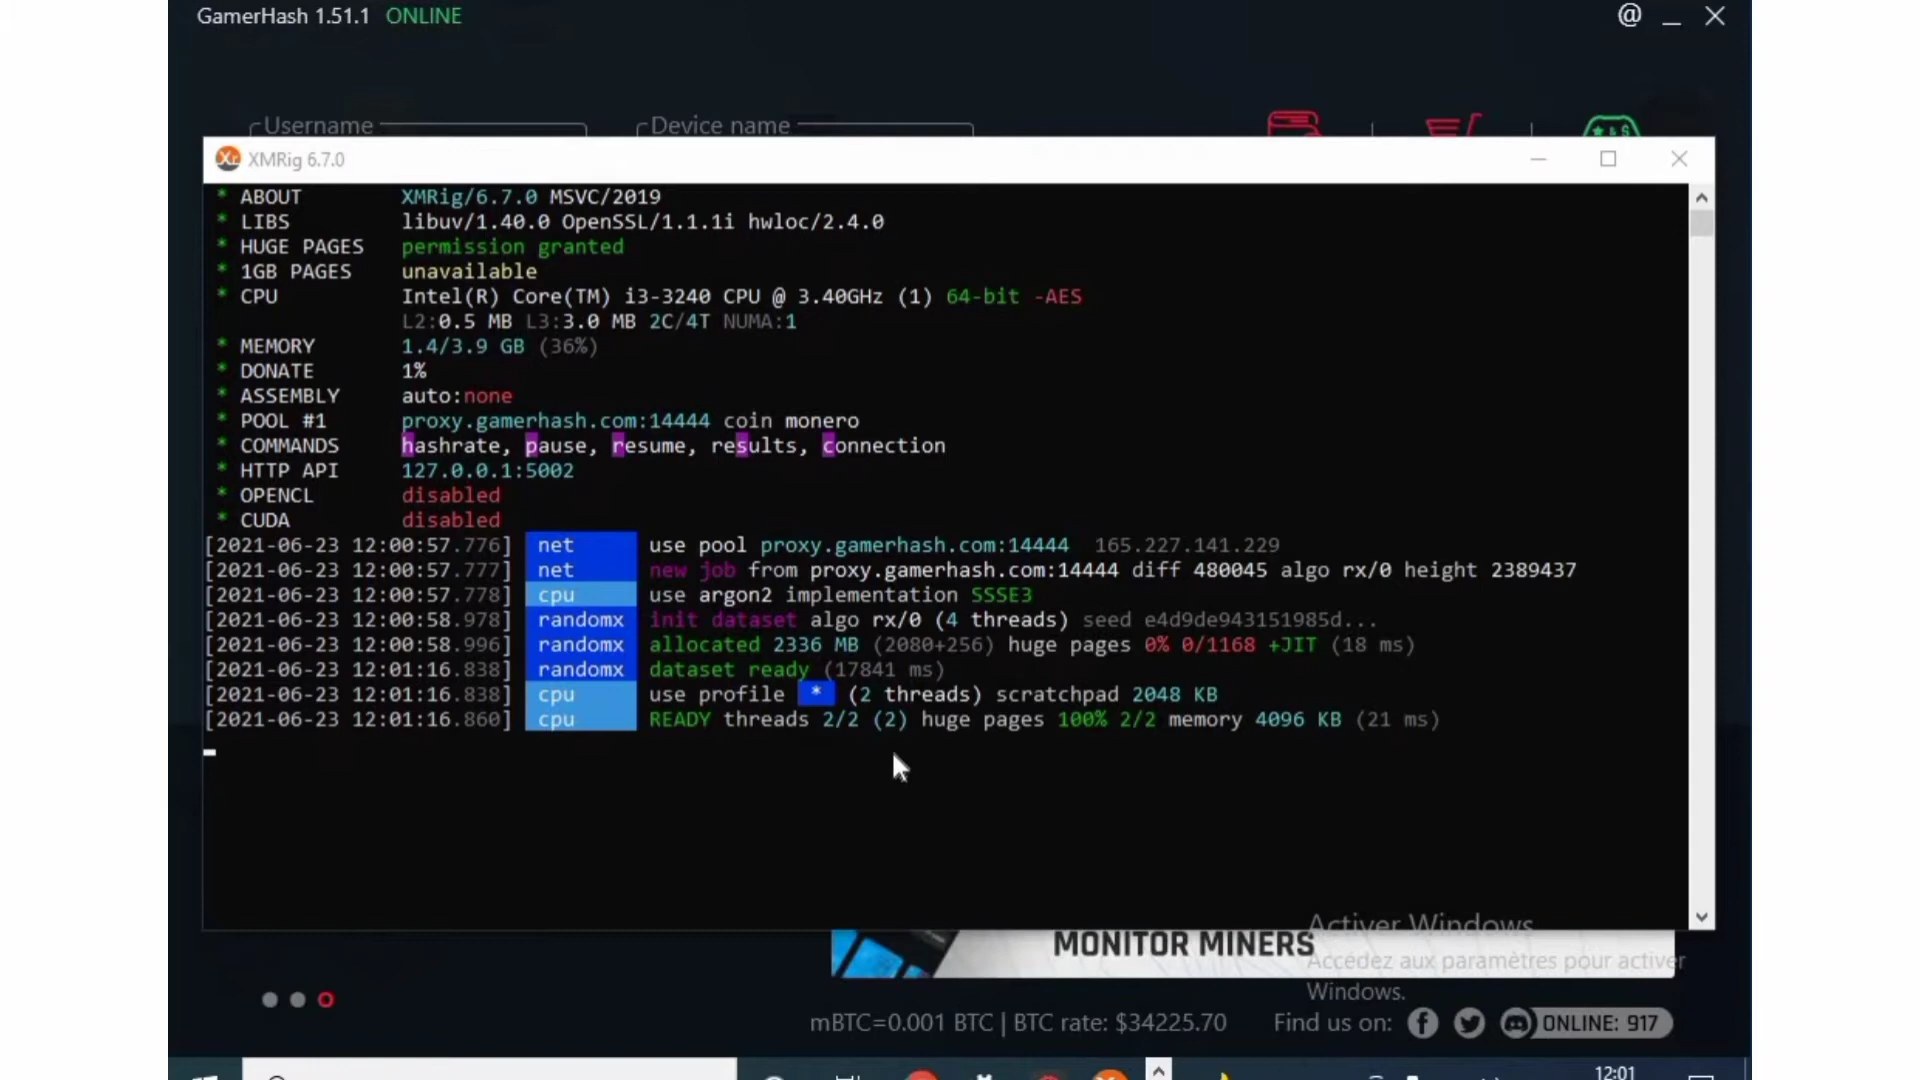 GamerHash 1.51.1 ONLINE
Username
Device name
XMRig 6.7.0
* ABOUT XMRig/6.7.0 MSVC/2019
* LIBS libuv/1.40.0 OpenSSL/1.1.1i hwloc/2.4.0
* HUGE PAGES permission granted
* 1GB PAGES unavailable
* CPU Intel(R) Core(TM) i3-3240 CPU @ 3.40GHz (1) 64-bit -AES
L2:0.5 MB L3:3.0 MB 2C/4T NUMA:1
* MEMORY 1.4/3.9 GB (36%)
* DONATE 1%
* ASSEMBLY auto:none
* POOL #1 proxy.gamerhash.com:14444 coin monero
* COMMANDS hashrate, pause, resume, results, connection
* HTTP API 127.0.0.1:5002
* OPENCL disabled
* CUDA disabled
[2021-06-23 12:00:57.776] net use pool proxy.gamerhash.com:14444 165.227.141.229
[2021-06-23 12:00:57.777] net new job from proxy.gamerhash.com:14444 diff 480045 algo rx/0 height 2389437
[2021-06-23 12:00:57.778] cpu use argon2 implementation SSSE3
[2021-06-23 12:00:58.978] randomx init dataset algo rx/0 (4 threads) seed e4d9de943151985d...
[2021-06-23 12:00:58.996] randomx allocated 2336 MB (2080+256) huge pages 0% 0/1168 +JIT (18 ms)
[2021-06-23 12:01:16.838] randomx dataset ready (17841 ms)
[2021-06-23 12:01:16.838] cpu use profile * (2 threads) scratchpad 2048 KB
[2021-06-23 12:01:16.860] cpu READY threads 2/2 (2) huge pages 100% 2/2 memory 4096 KB (21 ms)
MONITOR MINERS
Activer Windows
Accédez aux paramètres pour activer
Windows.
mBTC=0.001 BTC | BTC rate: $34225.70
Find us on:
ONLINE: 917
12:01